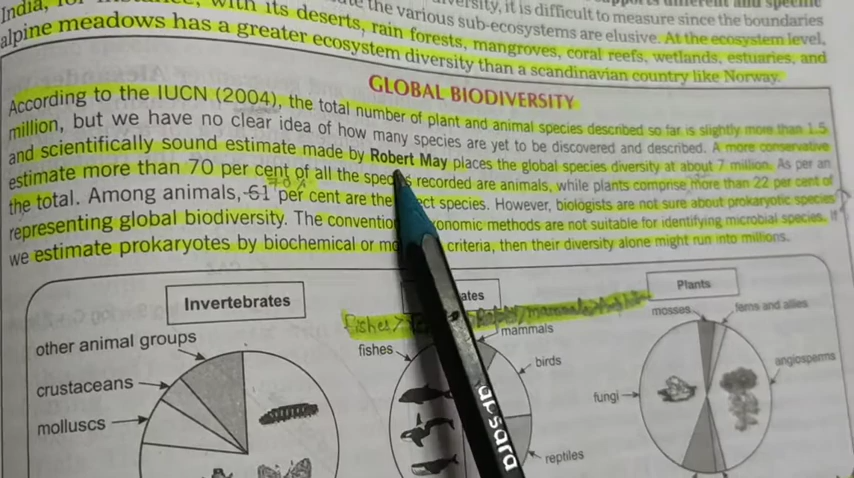 the various sub-ecosystems are elusive. At the ecosystem level,
it is difficult to measure since the boundaries
India, with its deserts, rain forests, mangroves, coral reefs, wetlands, estuaries, and
alpine meadows has a greater ecosystem diversity than a scandinavian country like Norway.
GLOBAL BIODIVERSITY
According to the IUCN (2004), the total number of plant and animal species described so far is slightly more than 1.5
million, but we have no clear idea of how many species are yet to be discovered and described. A more conservative
and scientifically sound estimate made by Robert May places the global species diversity at about 7 million. As per an
estimate more than 70 per cent of all the recorded are animals, while plants comprise more than 22 per cent of
the total. Among animals, 61 per cent are the species. However, biologists are not sure about prokaryotic species
70%
representing global biodiversity. The methods are not suitable for identifying microbial species. If
we estimate prokaryotes by biochemical or criteria, then their diversity alone might run into millions.
Invertebrates
Plants
Fishes >
other animal groups
crustaceans
molluscs
fishes
mammals
birds
reptiles
mosses
ferns and allies
fungi
angiosperms
apsara